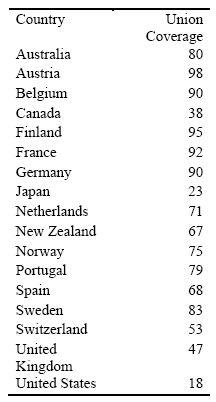 Country Union
Coverage
Australia 80
Austria 98
Belgium 90
Canada 38
Finland 95
France 92
Germany 90
Japan 23
Netherlands 71
New Zealand 67
Norway 75
Portugal 79
Spain 68
Sweden 83
Switzerland 53
United 47
Kingdom
United States 18